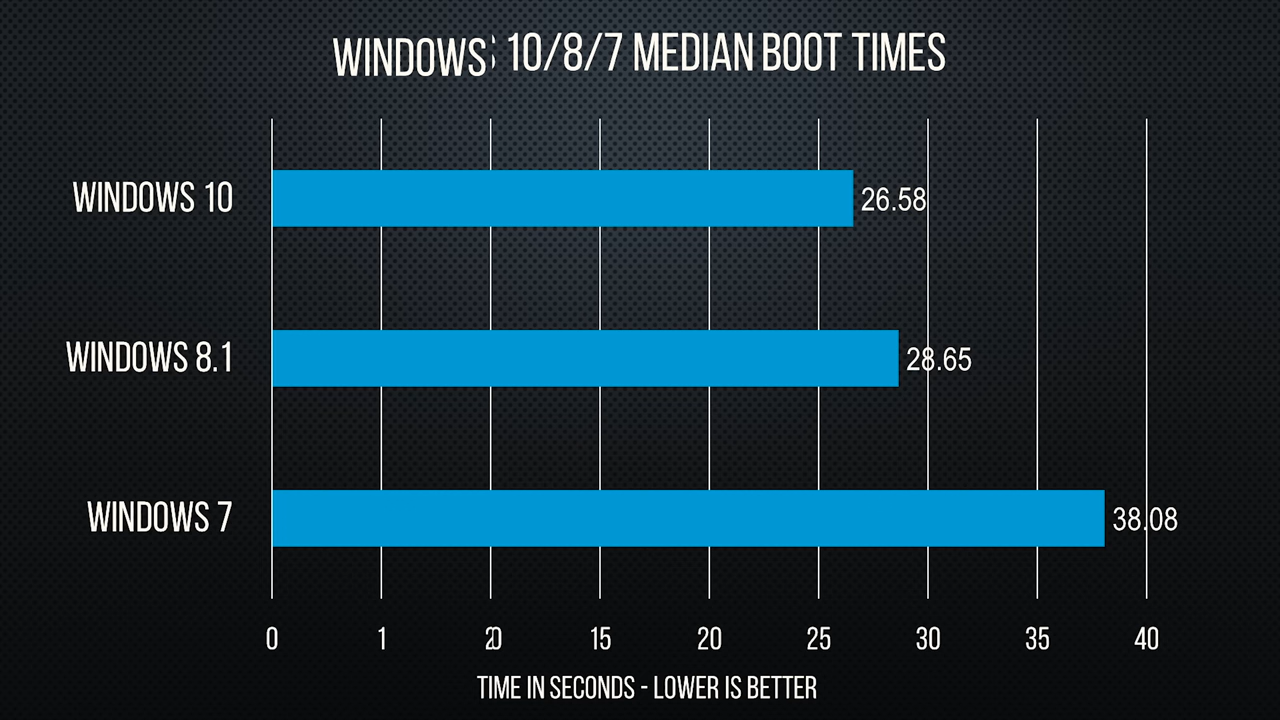 WINDOWS 10/8/7 MEDIAN BOOT TIMES
WINDOWS 10
26.58
WINDOWS 8.1
28.65
WINDOWS 7
38.08
0 1 15 20 25 30 35 40
TIME IN SECONDS - LOWER IS BETTER